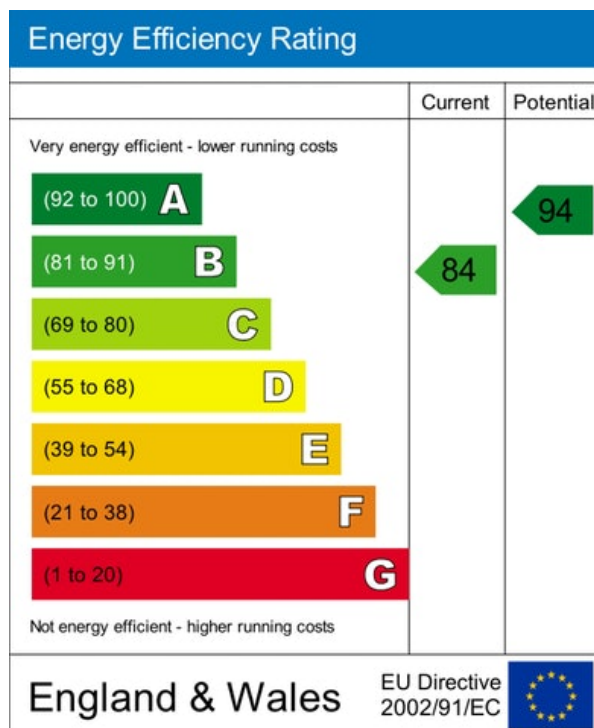 Energy Efficiency Rating
Current Potential
Very energy efficient - lower running costs
(92 to 100) A
94
(81 to 91) B
84
(69 to 80) C
(55 to 68) D
(39 to 54) E
(21 to 38) F
(1 to 20) G
Not energy efficient - higher running costs
England & Wales
EU Directive
2002/91/EC